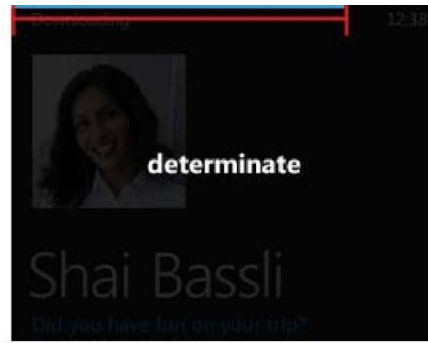 Downloading 12:38
determinate
Shai Bassli
Did you have fun on your trip?